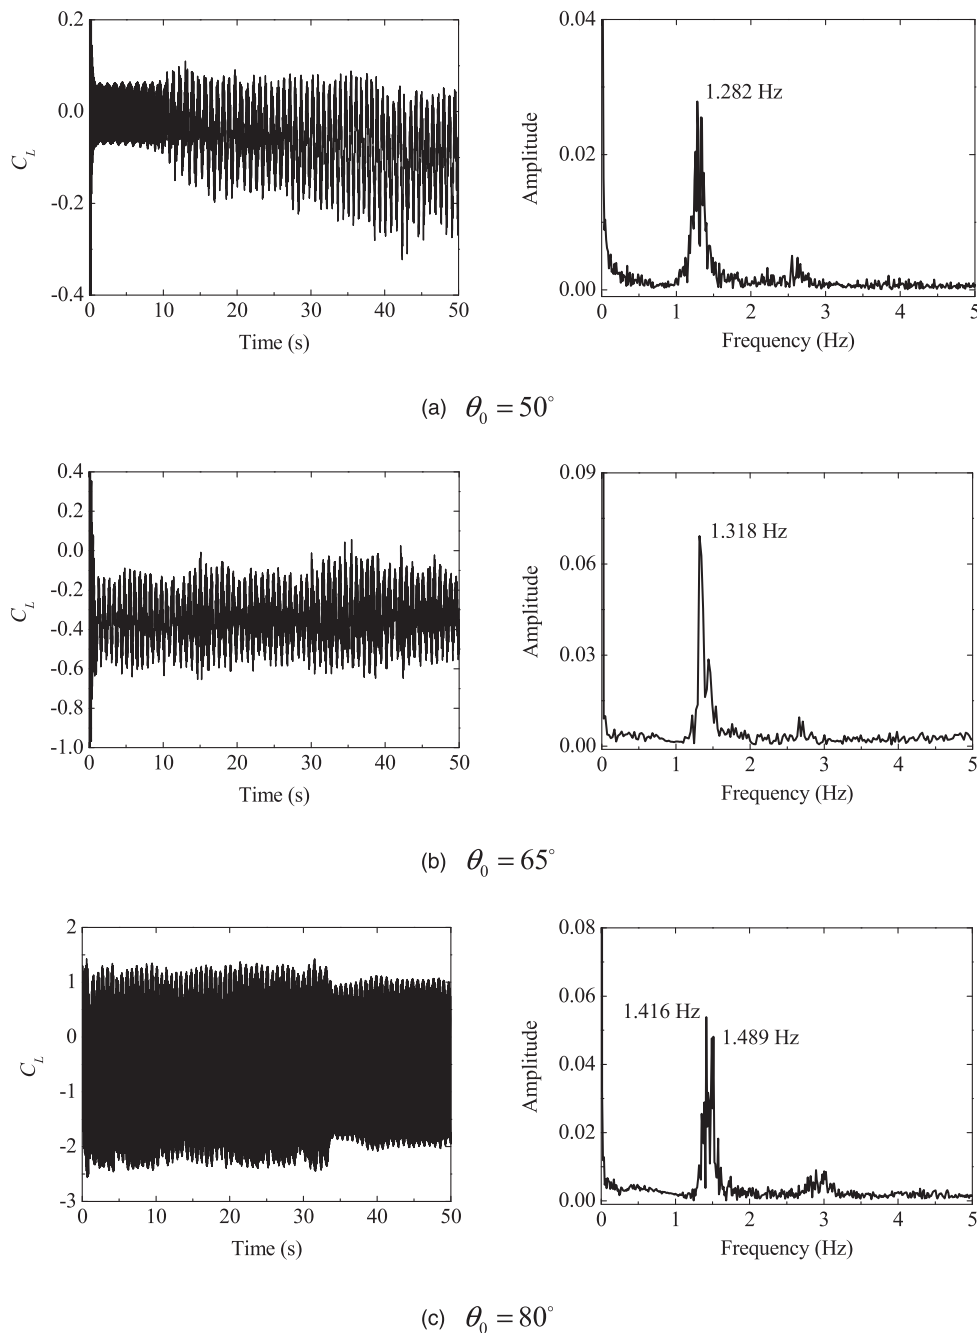 0.2
0.0
-0.2
-0.4
C_L
0 10 20 30 40 50
Time (s)
0.04
0.02
0.00
Amplitude
1.282 Hz
0 1 2 3 4 5
Frequency (Hz)
(a) θ₀ = 50°
0.4
0.2
0.0
-0.2
-0.4
-0.6
-0.8
-1.0
C_L
0 10 20 30 40 50
Time (s)
0.09
0.06
0.03
0.00
Amplitude
1.318 Hz
0 1 2 3 4 5
Frequency (Hz)
(b) θ₀ = 65°
2
1
0
-1
-2
-3
C_L
0 10 20 30 40 50
Time (s)
0.08
0.06
0.04
0.02
0.00
Amplitude
1.416 Hz
1.489 Hz
0 1 2 3 4 5
Frequency (Hz)
(c) θ₀ = 80°